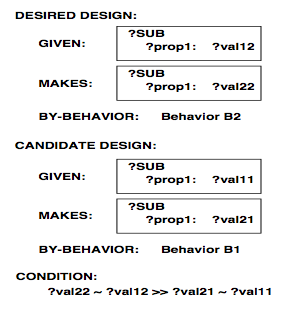 DESIRED DESIGN:
GIVEN:
?SUB
?prop1: ?val12
MAKES:
?SUB
?prop1: ?val22
BY-BEHAVIOR: Behavior B2
CANDIDATE DESIGN:
GIVEN:
?SUB
?prop1: ?val11
MAKES:
?SUB
?prop1: ?val21
BY-BEHAVIOR: Behavior B1
CONDITION:
?val22 ~ ?val12 >> ?val21 ~ ?val11